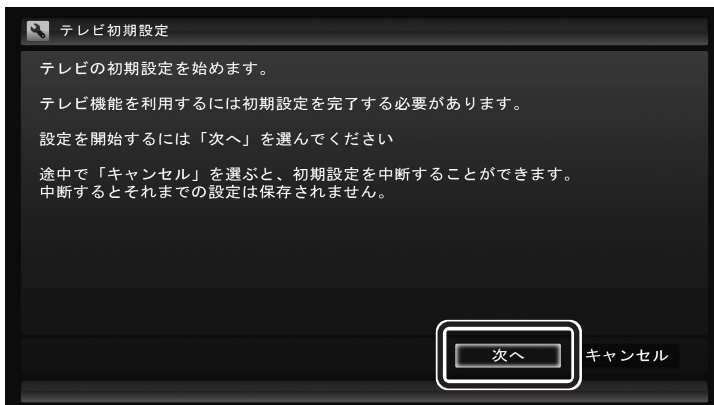 テレビ初期設定
テレビの初期設定を始めます。
テレビ機能を利用するには初期設定を完了する必要があります。
設定を開始するには「次へ」を選んでください
途中で「キャンセル」を選ぶと、初期設定を中断することができます。
中断するとそれまでの設定は保存されません。
次へ キャンセル